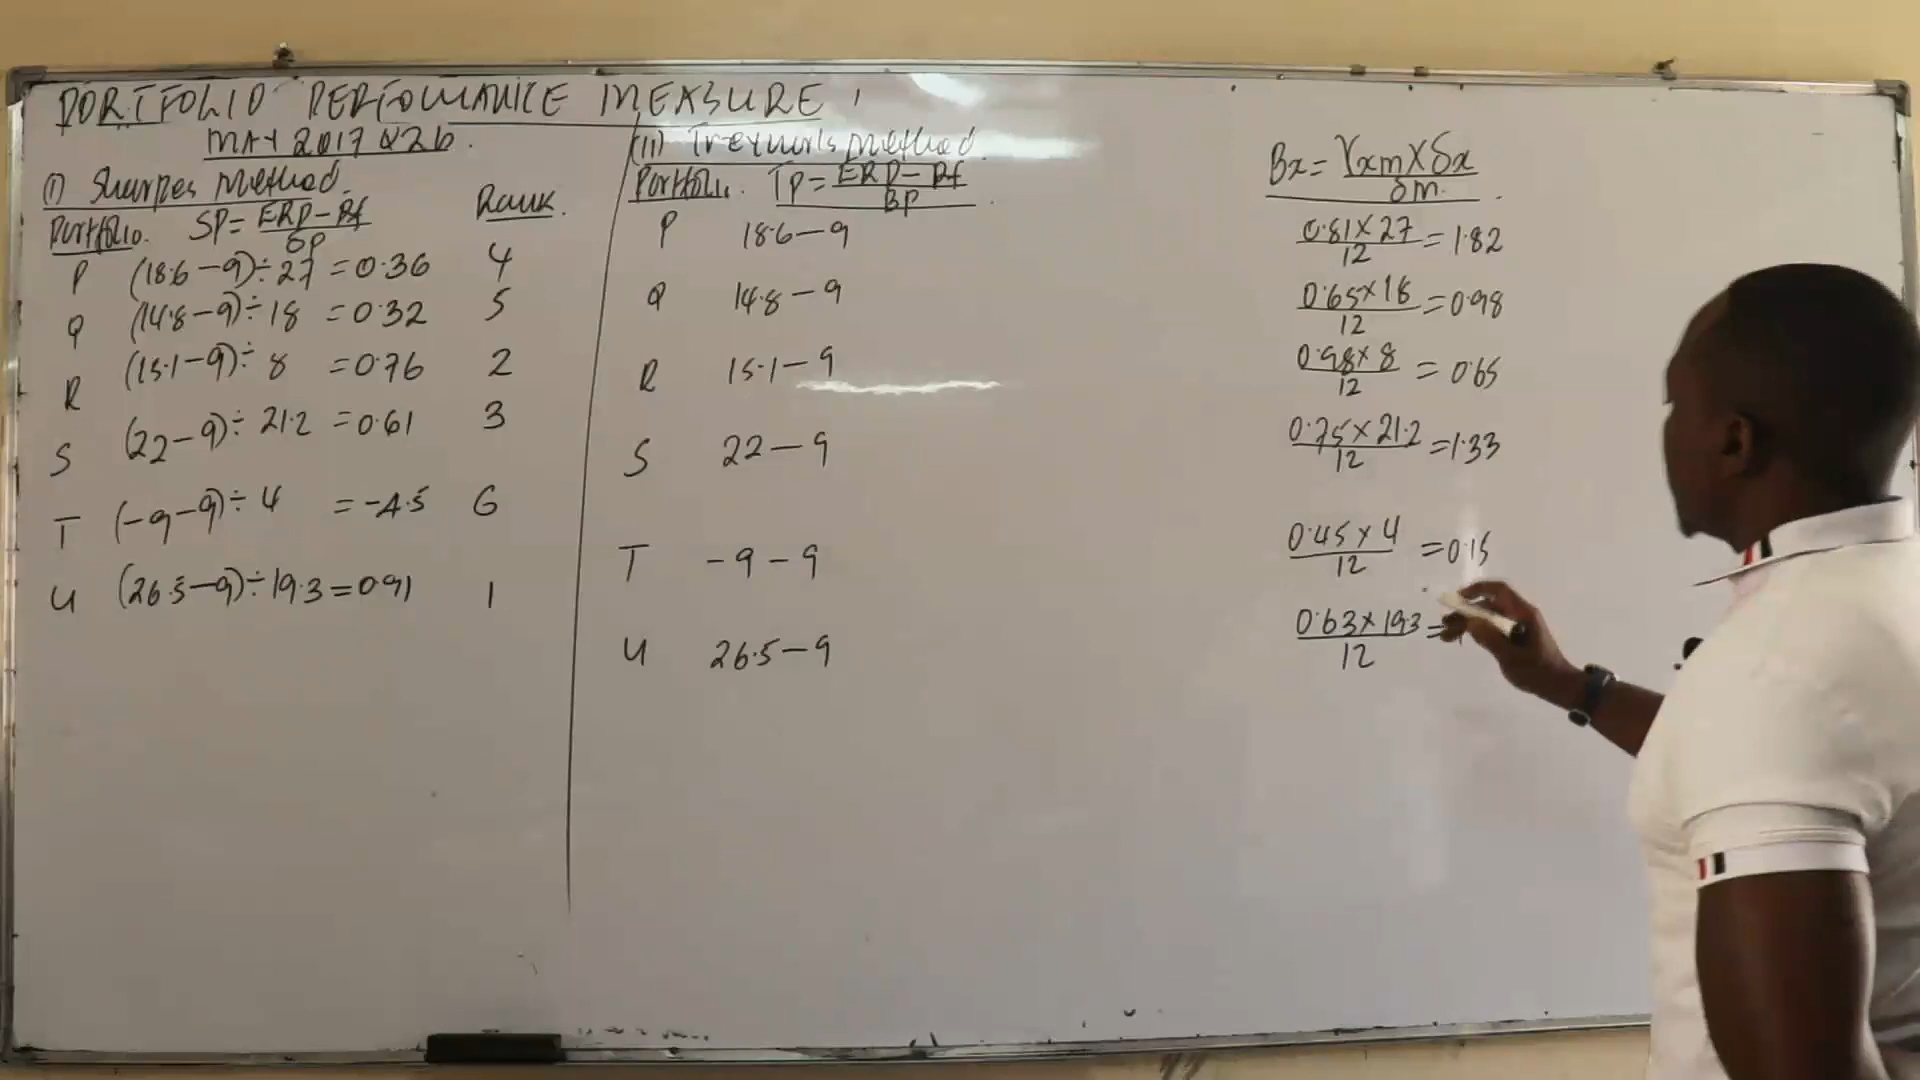 PORTFOLIO PERFOMANCE MEASURE
MAY 2017 Q2b.
(i) Sharpes Method.
Portfolio. SP = ERP - Rf / δp Rank.
P (18.6 - 9) ÷ 27 = 0.36 4
Q (14.8 - 9) ÷ 18 = 0.32 5
R (15.1 - 9) ÷ 8 = 0.76 2
S (22 - 9) ÷ 21.2 = 0.61 3
T (-9 - 9) ÷ 4 = -4.5 6
U (26.5 - 9) ÷ 19.3 = 0.91 1
(ii) Treynor's method.
Portfolio. TP = ERP - Rf / BP
P 18.6 - 9
Q 14.8 - 9
R 15.1 - 9
S 22 - 9
T -9 - 9
U 26.5 - 9
Bx = γxm X δx / δm.
0.81 x 27 / 12 = 1.82
0.65 x 18 / 12 = 0.98
0.98 x 8 / 12 = 0.65
0.75 x 21.2 / 12 = 1.33
0.45 x 4 / 12 = 0.15
0.63 x 19.3 / 12 =